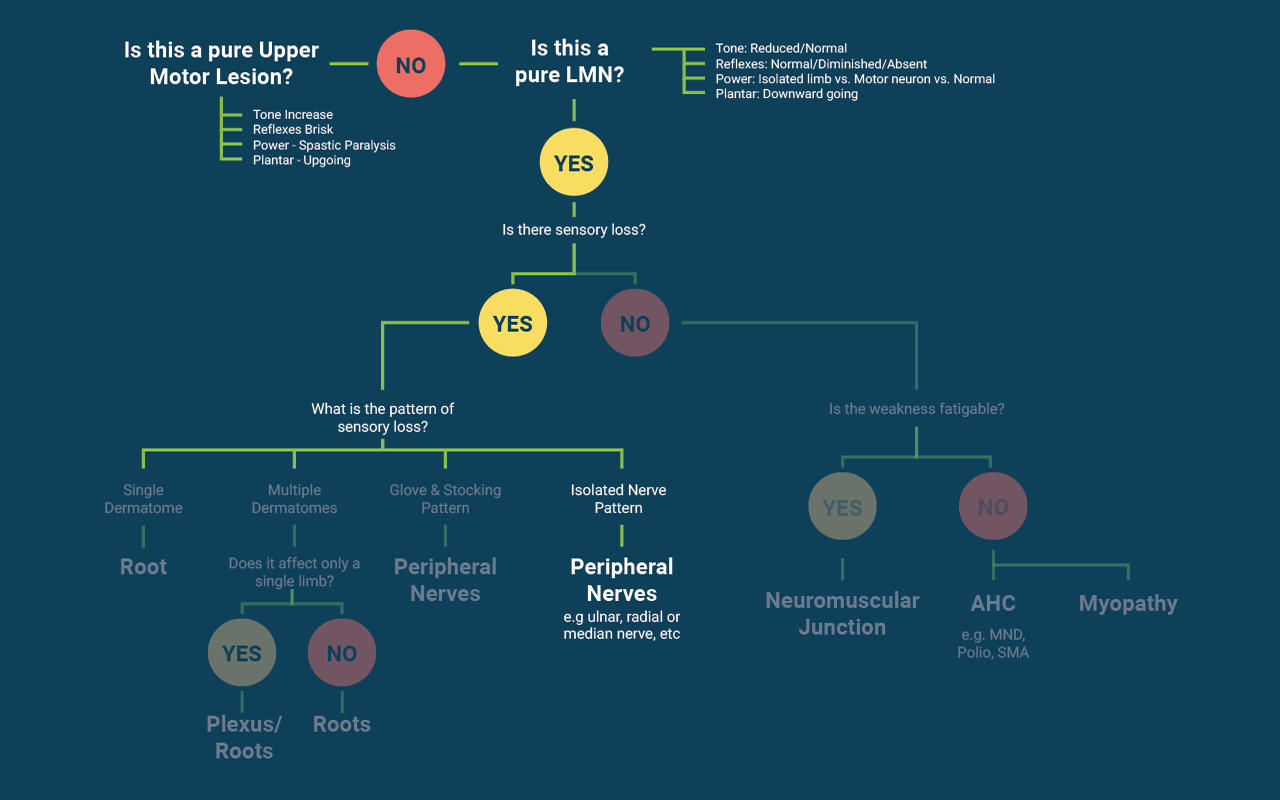 Is this a pure Upper
Motor Lesion?
NO
Is this a
pure LMN?
Tone: Reduced/Normal
Reflexes: Normal/Diminished/Absent
Power: Isolated limb vs. Motor neuron vs. Normal
Plantar: Downward going
Tone Increase
Reflexes Brisk
Power - Spastic Paralysis
Plantar - Upgoing
YES
Is there sensory loss?
YES
NO
What is the pattern of
sensory loss?
Is the weakness fatigable?
Single
Dermatome
Multiple
Dermatomes
Glove & Stocking
Pattern
Isolated Nerve
Pattern
YES
NO
Root
Does it affect only a
single limb?
Peripheral
Nerves
Peripheral
Nerves
e.g ulnar, radial or
median nerve, etc
Neuromuscular
Junction
AHC
e.g. MND,
Polio, SMA
Myopathy
YES
NO
Plexus/
Roots
Roots